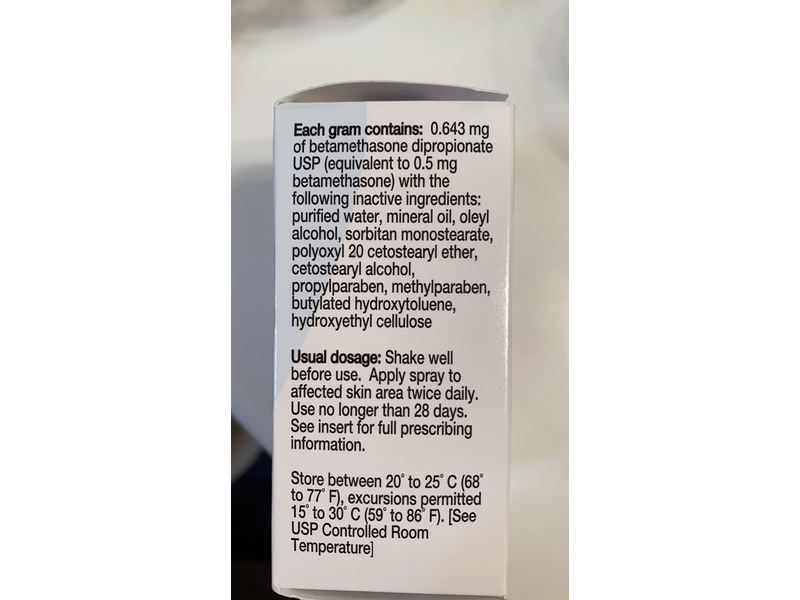 Each gram contains: 0.643 mg
of betamethasone dipropionate
USP (equivalent to 0.5 mg
betamethasone) with the
following inactive ingredients:
purified water, mineral oil, oleyl
alcohol, sorbitan monostearate,
polyoxyl 20 cetostearyl ether,
cetostearyl alcohol,
propylparaben, methylparaben,
butylated hydroxytoluene,
hydroxyethyl cellulose
Usual dosage: Shake well
before use. Apply spray to
affected skin area twice daily.
Use no longer than 28 days.
See insert for full prescribing
information.
Store between 20° to 25° C (68°
to 77° F), excursions permitted
15° to 30° C (59° to 86° F). [See
USP Controlled Room
Temperature]